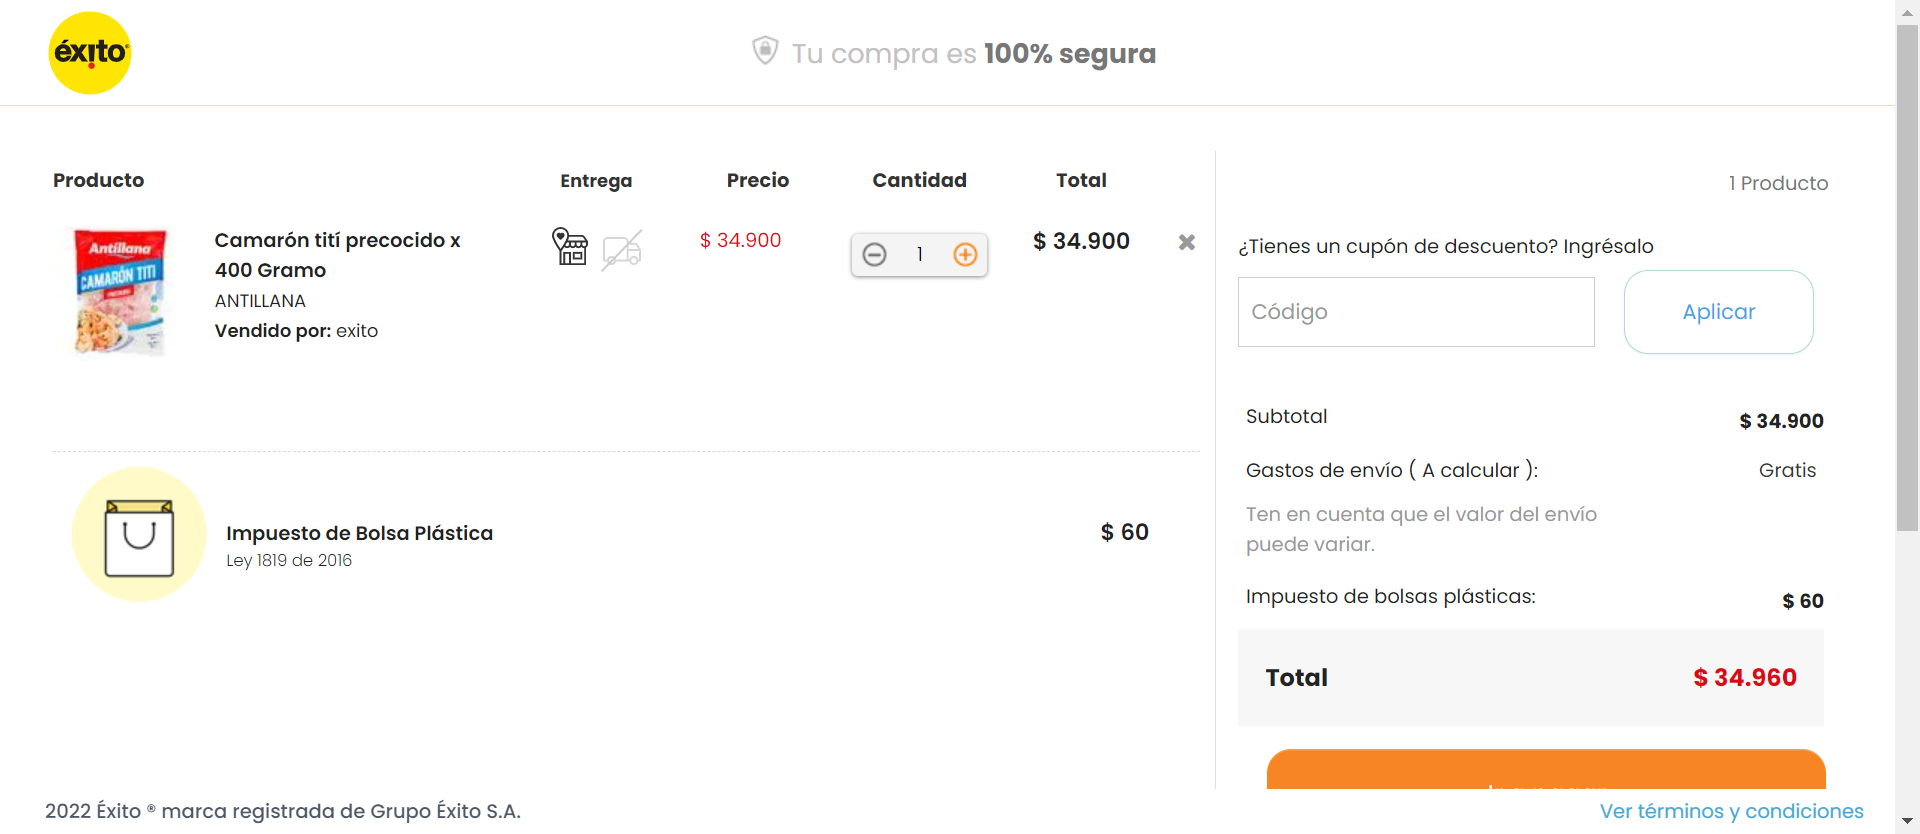 éxito
Tu compra es 100% segura
Producto Entrega Precio Cantidad Total
Camarón tití precocido x
400 Gramo
ANTILLANA
Vendido por: exito
$ 34.900
1
$ 34.900
Antillana
CAMARÓN TITI
Impuesto de Bolsa Plástica
Ley 1819 de 2016
$ 60
1 Producto
¿Tienes un cupón de descuento? Ingrésalo
Código
Aplicar
Subtotal $ 34.900
Gastos de envío ( A calcular ): Gratis
Ten en cuenta que el valor del envío
puede variar.
Impuesto de bolsas plásticas: $ 60
Total $ 34.960
2022 Éxito ® marca registrada de Grupo Éxito S.A.
Ver términos y condiciones